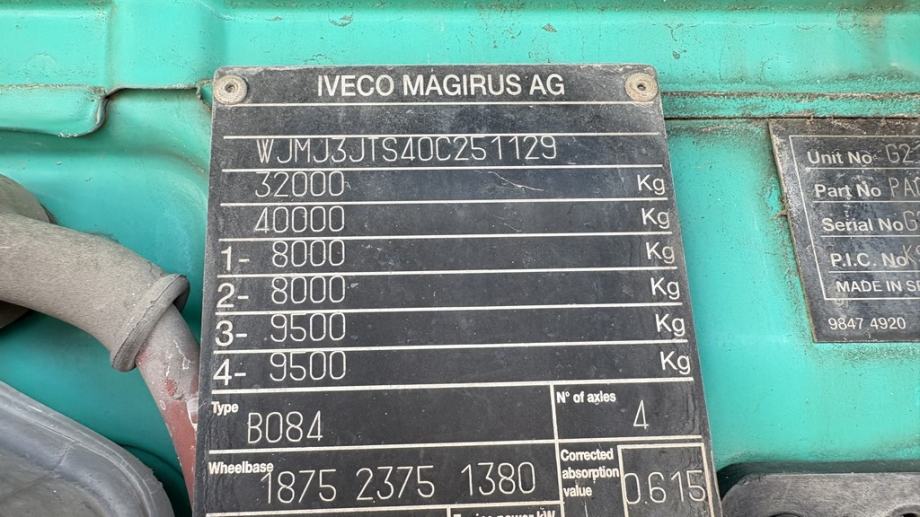 IVECO MAGIRUS AG
WJMJ3JTS40C251129
32000 Kg
40000 Kg
1- 8000 Kg
2- 8000 Kg
3- 9500 Kg
4- 9500 Kg
Type B084
N° of axles 4
Wheelbase 1875 2375 1380
Corrected absorption value 0.615
Unit No
Part No
Serial No
P.I.C. No
MADE IN
9847 4920